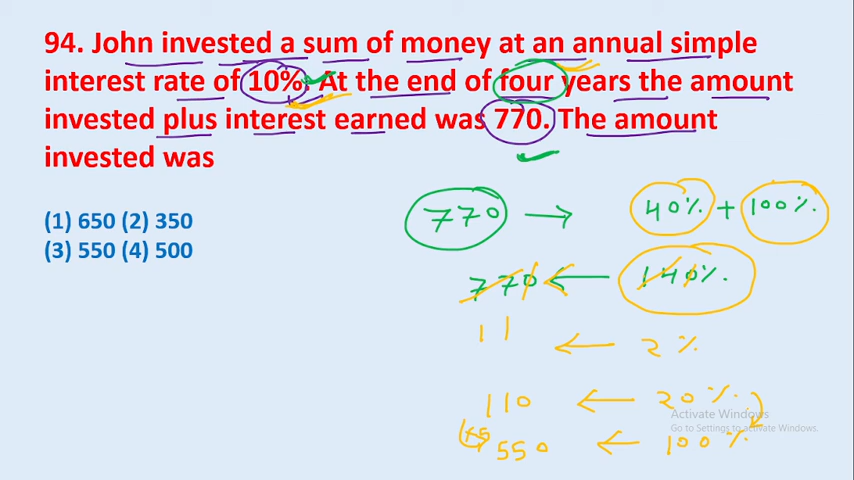 94. John invested a sum of money at an annual simple
interest rate of 10%. At the end of four years the amount
invested plus interest earned was 770. The amount
invested was
(1) 650 (2) 350
(3) 550 (4) 500
770 → 40% + 100%
770 ← 140%
11 ← 2%
110 ← 20%
550 ← 100%
Activate Windows
Go to Settings to activate Windows.